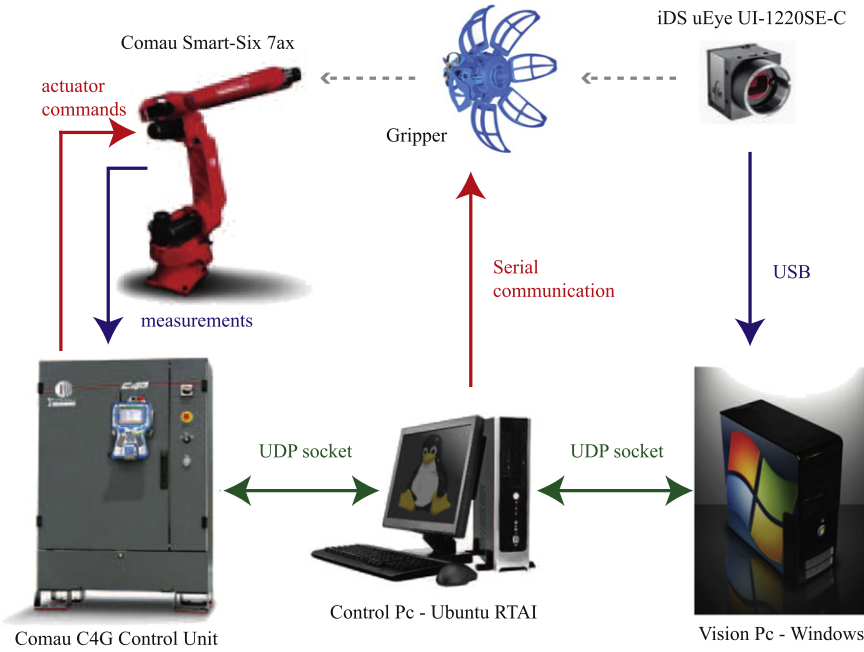 iDS uEye UI-1220SE-C
Comau Smart-Six 7ax
actuator
commands
Gripper
Serial
communication
USB
measurements
C4G
UDP socket
UDP socket
Control Pc - Ubuntu RTAI
Comau C4G Control Unit
Vision Pc - Windows